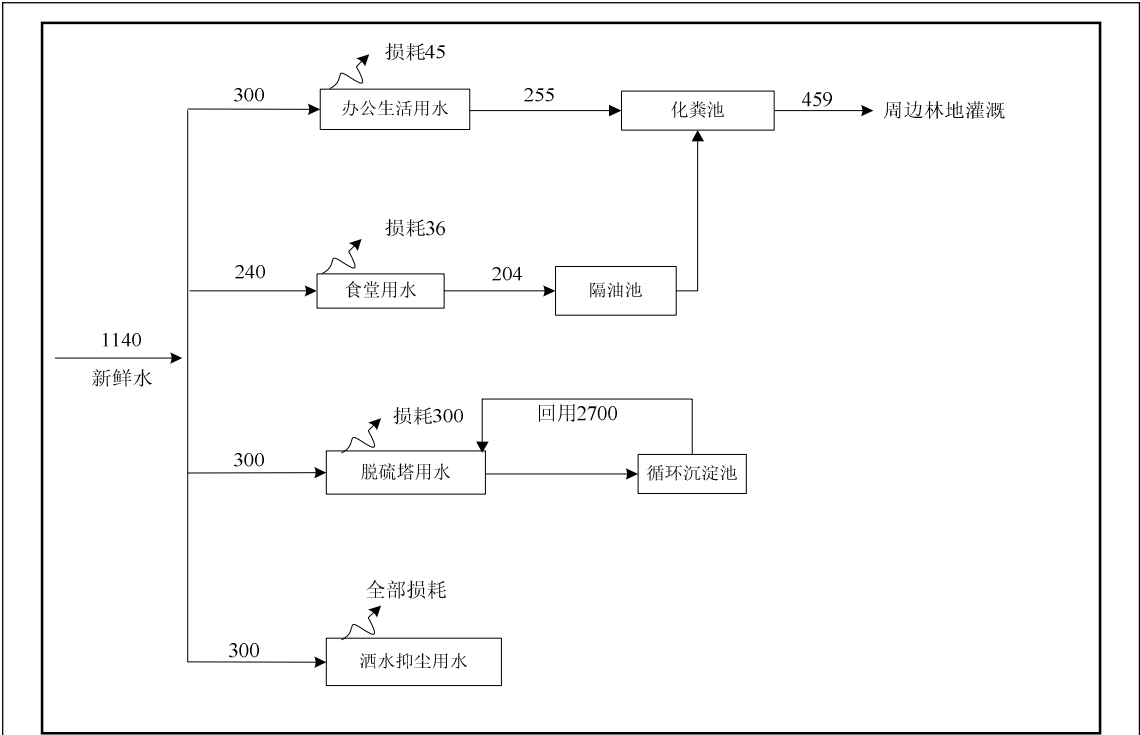 损耗45
300
办公生活用水
255
化粪池
459
周边林地灌溉
损耗36
240
食堂用水
204
隔油池
1140
新鲜水
损耗300
回用2700
300
脱硫塔用水
循环沉淀池
全部损耗
300
洒水抑尘用水